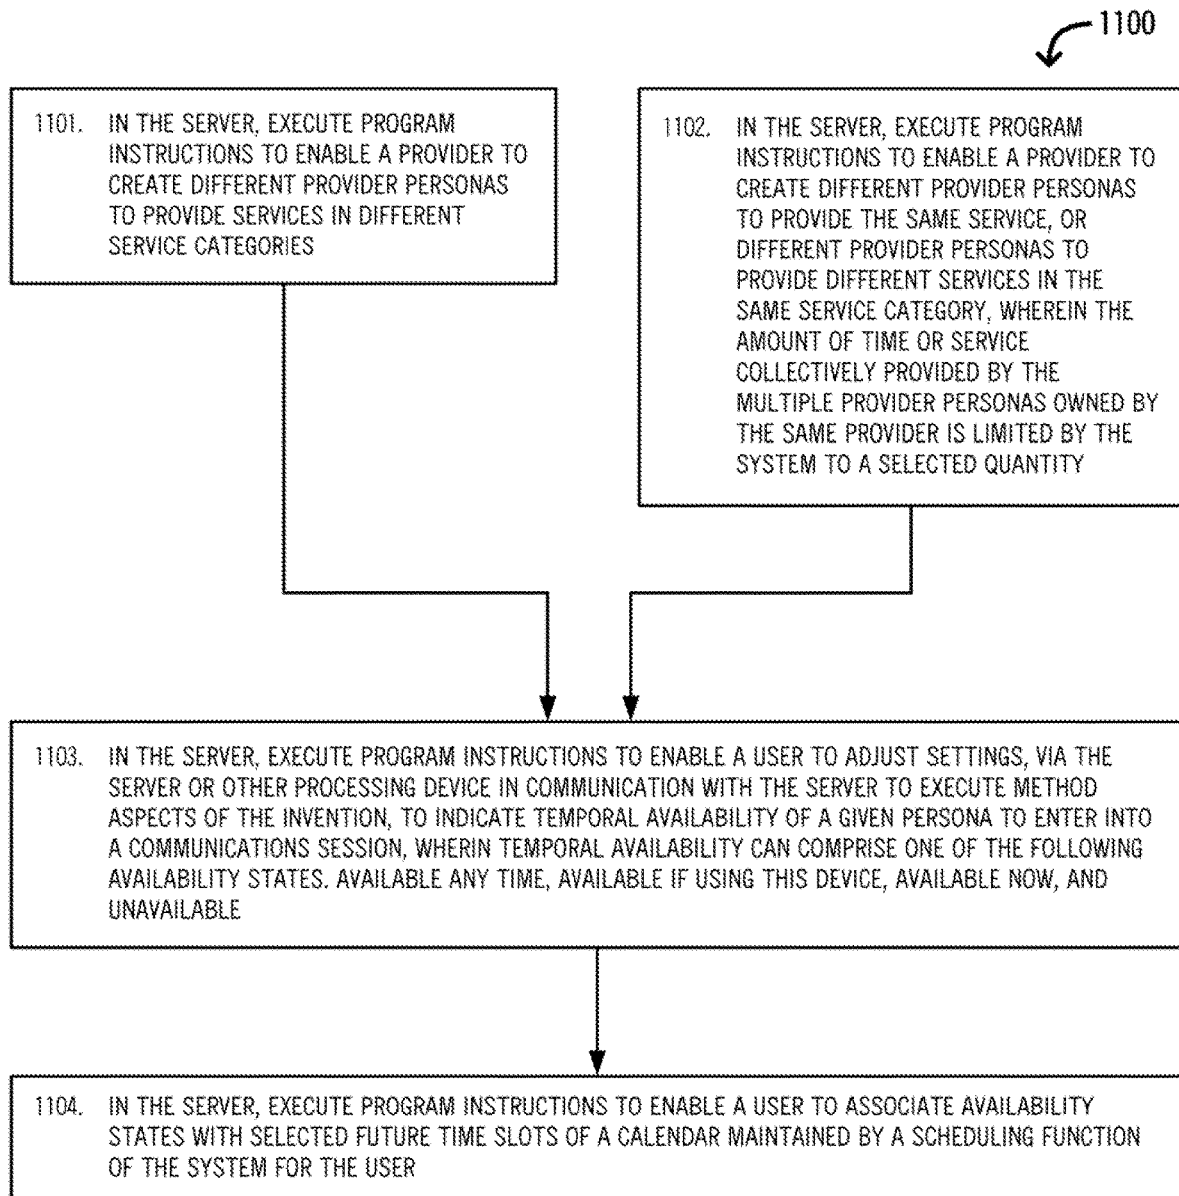 1100
1101. IN THE SERVER, EXECUTE PROGRAM
INSTRUCTIONS TO ENABLE A PROVIDER TO
CREATE DIFFERENT PROVIDER PERSONAS
TO PROVIDE SERVICES IN DIFFERENT
SERVICE CATEGORIES
1102. IN THE SERVER, EXECUTE PROGRAM
INSTRUCTIONS TO ENABLE A PROVIDER TO
CREATE DIFFERENT PROVIDER PERSONAS
TO PROVIDE THE SAME SERVICE, OR
DIFFERENT PROVIDER PERSONAS TO
PROVIDE DIFFERENT SERVICES IN THE
SAME SERVICE CATEGORY, WHEREIN THE
AMOUNT OF TIME OR SERVICE
COLLECTIVELY PROVIDED BY THE
MULTIPLE PROVIDER PERSONAS OWNED BY
THE SAME PROVIDER IS LIMITED BY THE
SYSTEM TO A SELECTED QUANTITY
1103. IN THE SERVER, EXECUTE PROGRAM INSTRUCTIONS TO ENABLE A USER TO ADJUST SETTINGS, VIA THE
SERVER OR OTHER PROCESSING DEVICE IN COMMUNICATION WITH THE SERVER TO EXECUTE METHOD
ASPECTS OF THE INVENTION, TO INDICATE TEMPORAL AVAILABILITY OF A GIVEN PERSONA TO ENTER INTO
A COMMUNICATIONS SESSION, WHERIN TEMPORAL AVAILABILITY CAN COMPRISE ONE OF THE FOLLOWING
AVAILABILITY STATES. AVAILABLE ANY TIME, AVAILABLE IF USING THIS DEVICE, AVAILABLE NOW, AND
UNAVAILABLE
1104. IN THE SERVER, EXECUTE PROGRAM INSTRUCTIONS TO ENABLE A USER TO ASSOCIATE AVAILABILITY
STATES WITH SELECTED FUTURE TIME SLOTS OF A CALENDAR MAINTAINED BY A SCHEDULING FUNCTION
OF THE SYSTEM FOR THE USER